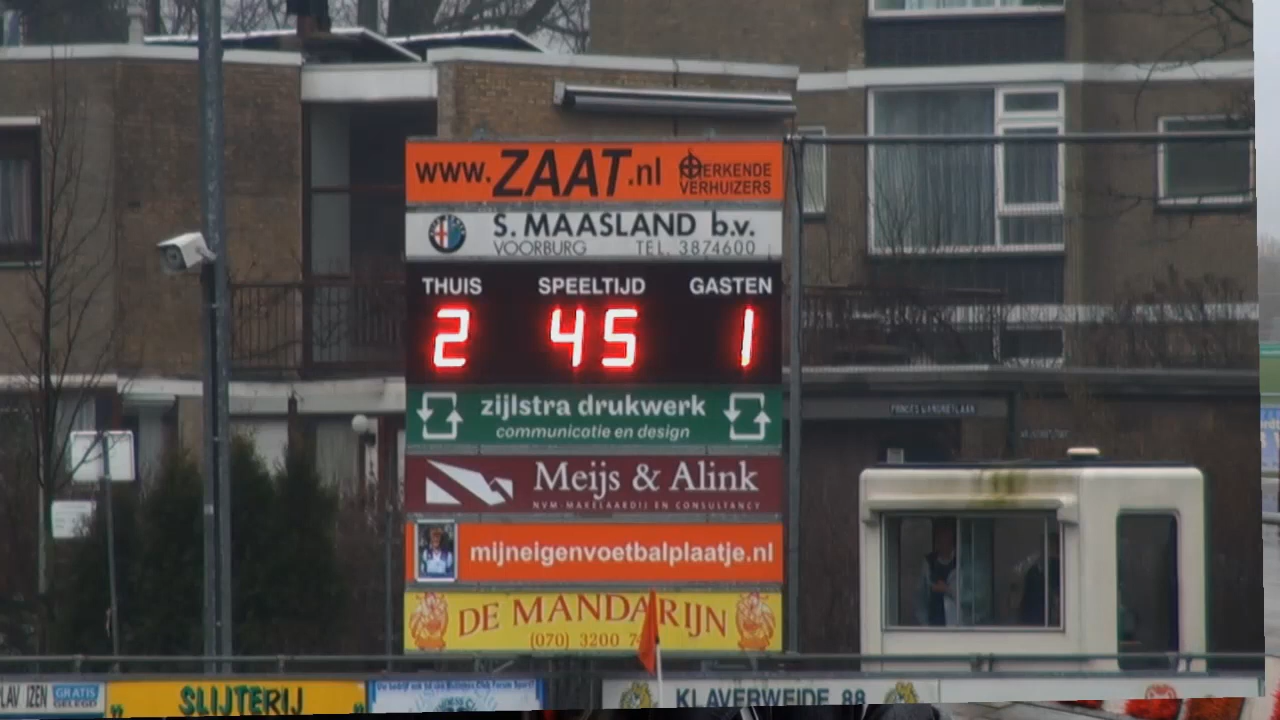 www.ZAAT.nl ERKENDE
VERHUIZERS
S. MAASLAND b.v.
VOORBURG TEL. 3874600
THUIS SPEELTIJD GASTEN
2 45 1
zijlstra drukwerk
communicatie en design
Meijs & Alink
NVM MAKELAARDIJ EN CONSULTANCY
mijneigenvoetbalplaatje.nl
DE MANDARIJN
(070) 3200
GRATIS
GELEGD
SLIJTERIJ
KLAVERWEIDE 88